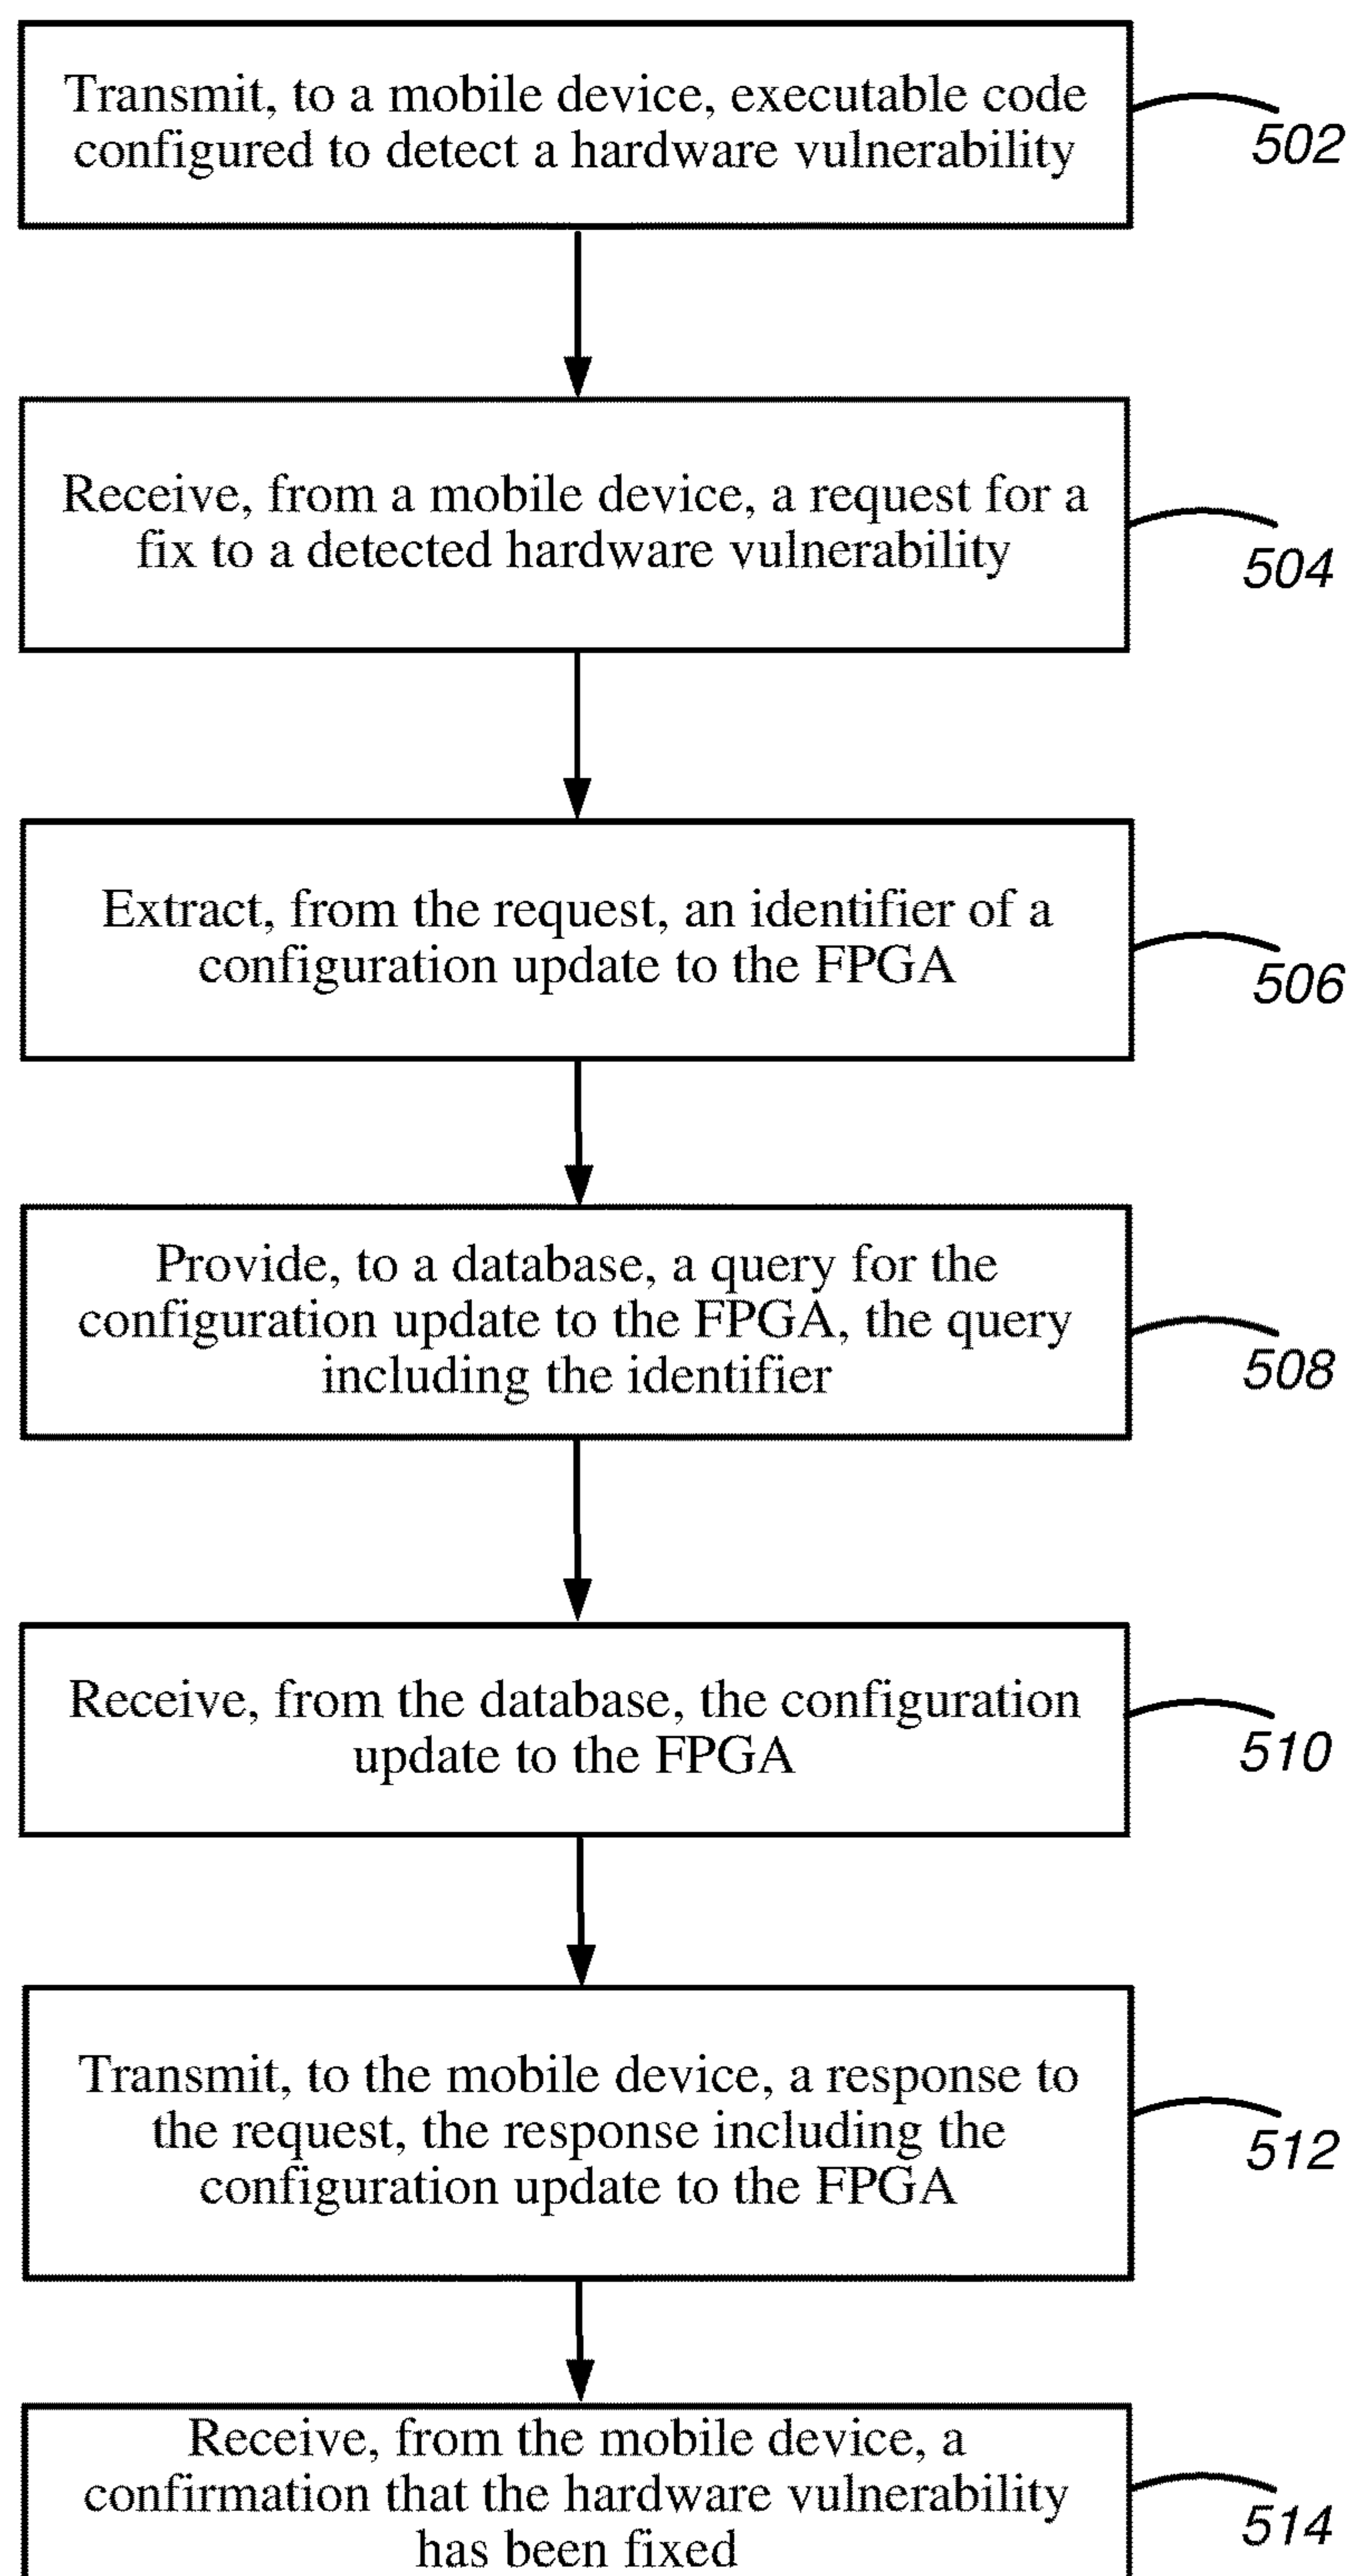 Transmit, to a mobile device, executable code
configured to detect a hardware vulnerability
502
Receive, from a mobile device, a request for a
fix to a detected hardware vulnerability
504
Extract, from the request, an identifier of a
configuration update to the FPGA
506
Provide, to a database, a query for the
configuration update to the FPGA, the query
including the identifier
508
Receive, from the database, the configuration
update to the FPGA
510
Transmit, to the mobile device, a response to
the request, the response including the
configuration update to the FPGA
512
Receive, from the mobile device, a
confirmation that the hardware vulnerability
has been fixed
514